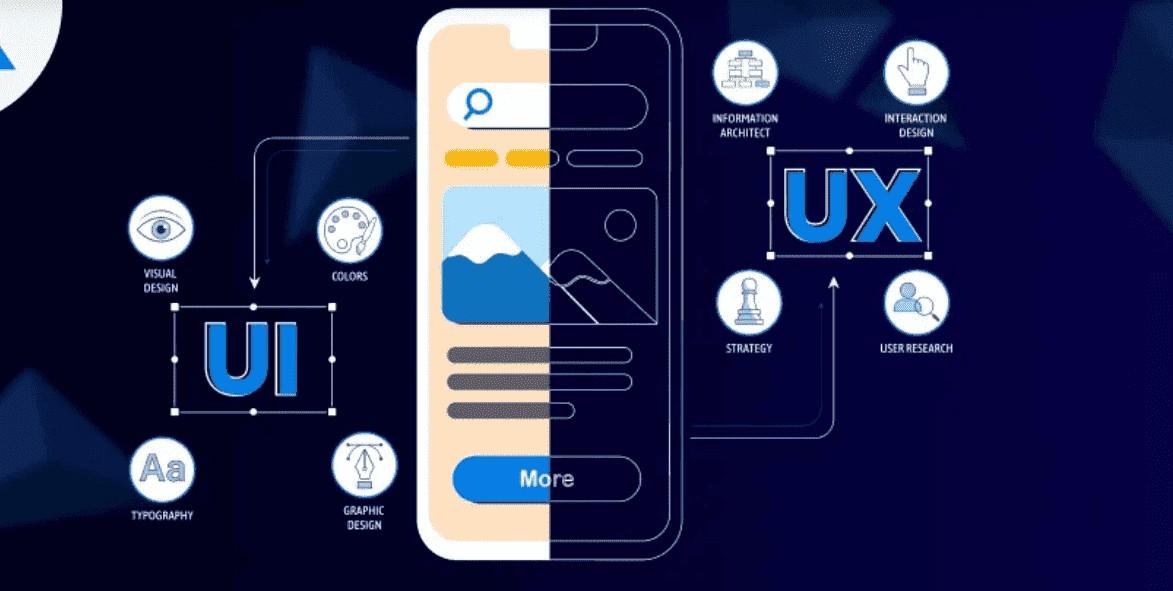 VISUAL
DESIGN
COLORS
UI
Aa
TYPOGRAPHY
GRAPHIC
DESIGN
More
INFORMATION
ARCHITECT
INTERACTION
DESIGN
UX
STRATEGY
USER RESEARCH